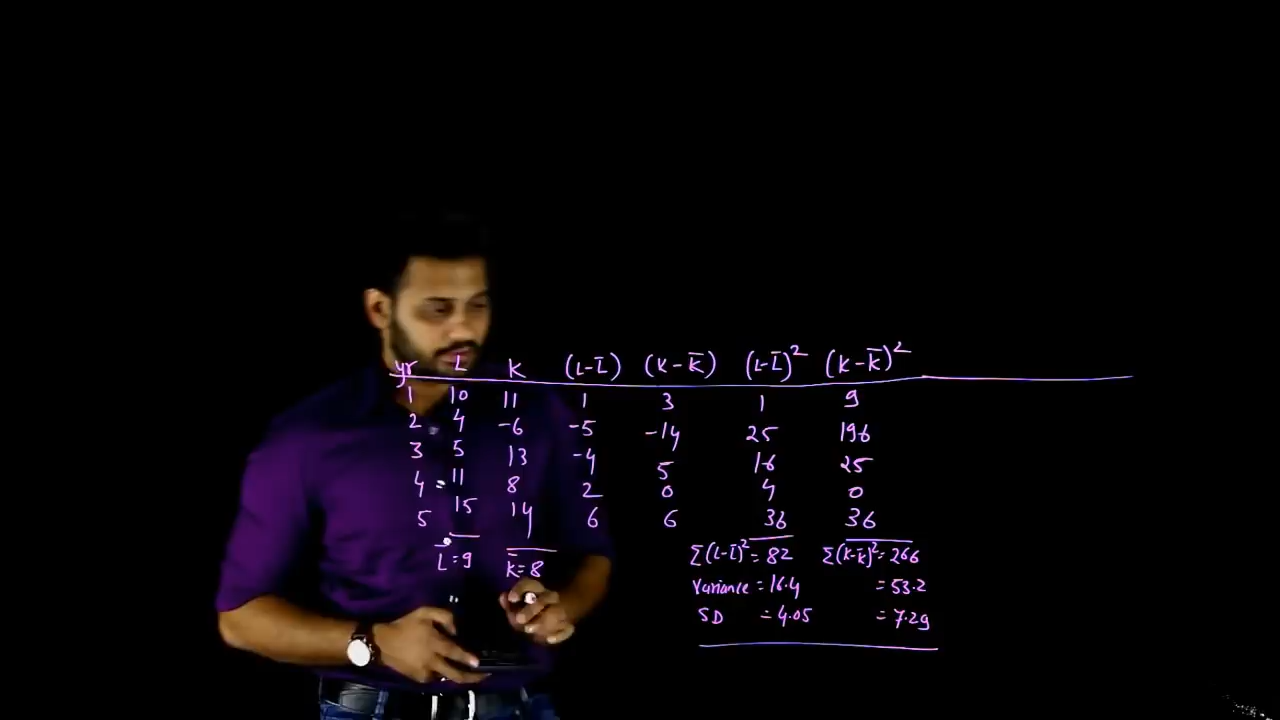 yr L K (L-L̅) (K-K̅) (L-L̅)² (K-K̅)²
1 10 11 1 3 1 9
2 4 -6 -5 -14 25 196
3 5 13 -4 5 16 25
4 11 8 2 0 4 0
5 15 14 6 6 36 36
L̅=9 K̅=8 Σ(L-L̅)²=82 Σ(K-K̅)²=266
Variance=16.4 =53.2
SD =4.05 =7.29